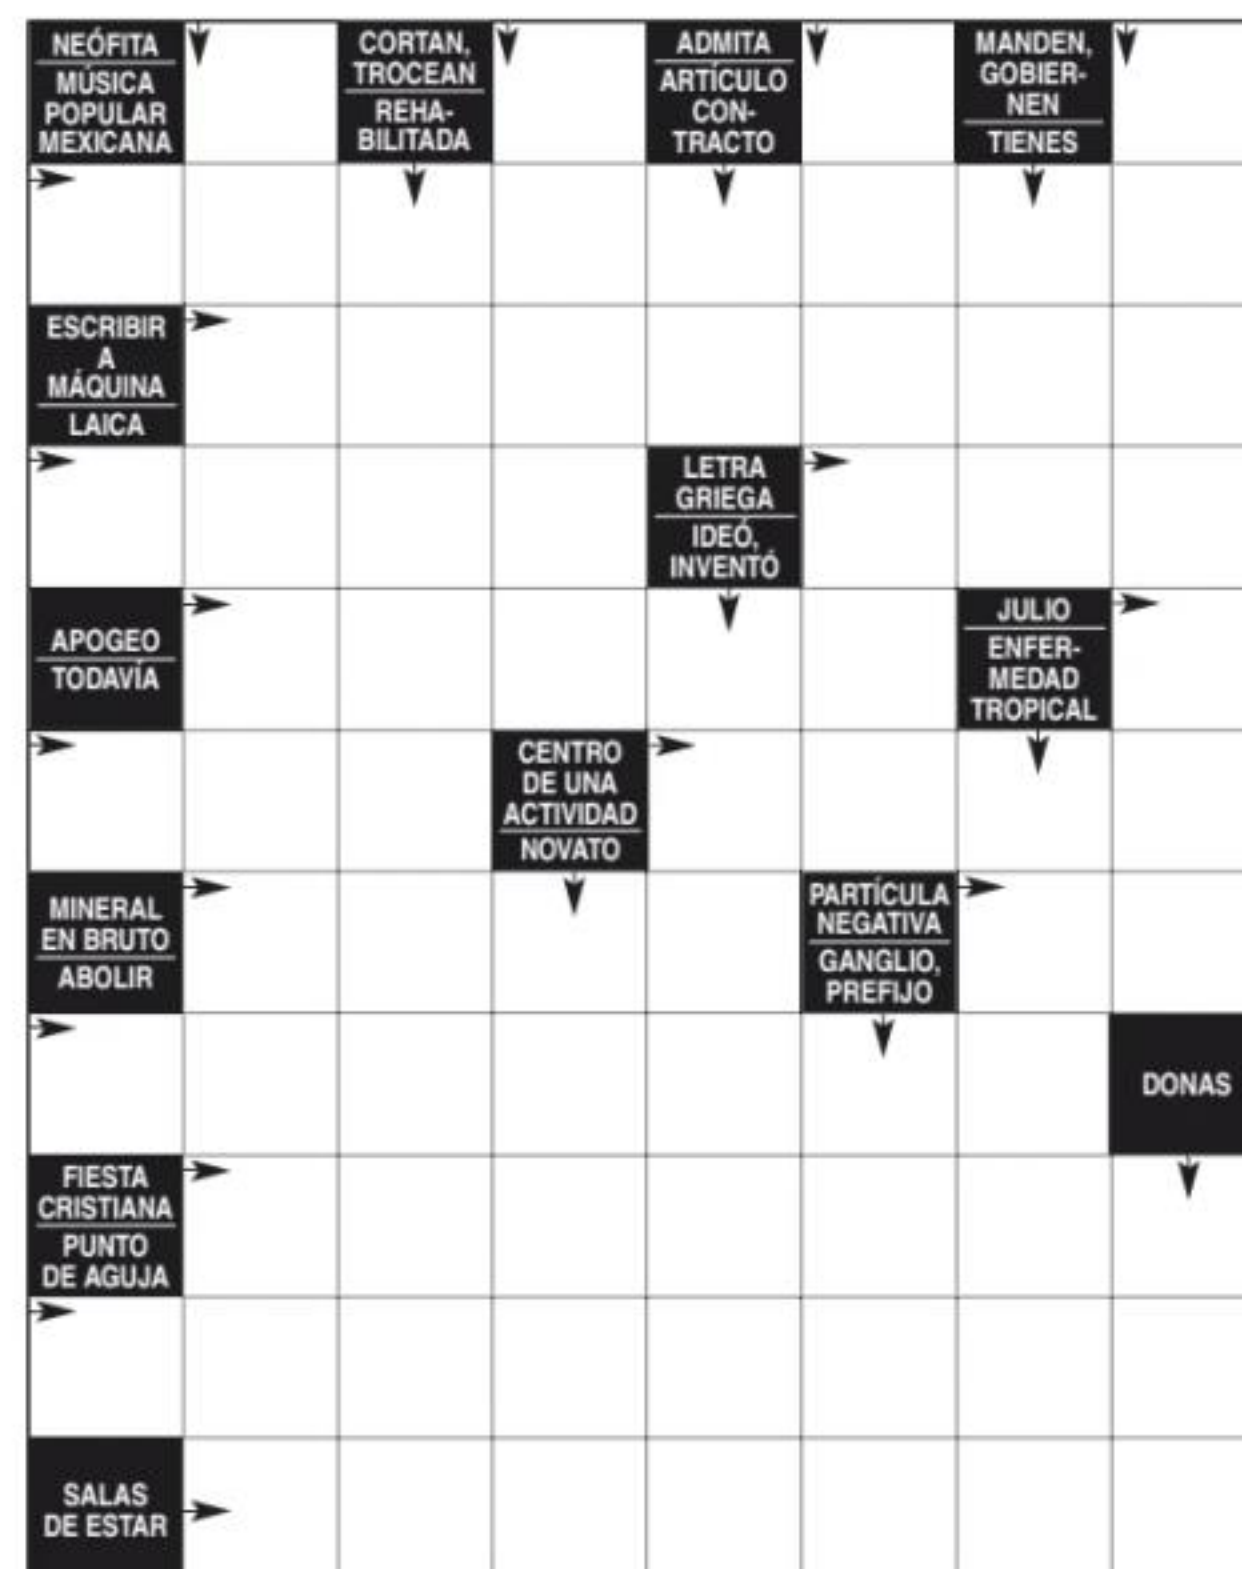 NEÓFITA
MÚSICA
POPULAR
MEXICANA
CORTAN,
TROCEAN
REHA-
BILITADA
ADMITA
ARTÍCULO
CON-
TRACTO
MANDEN,
GOBIER-
NEN
TIENES
ESCRIBIR
A
MÁQUINA
LAICA
LETRA
GRIEGA
IDEÓ,
INVENTÓ
APOGEO
TODAVÍA
JULIO
ENFER-
MEDAD
TROPICAL
CENTRO
DE UNA
ACTIVIDAD
NOVATO
MINERAL
EN BRUTO
ABOLIR
PARTÍCULA
NEGATIVA
GANGLIO,
PREFIJO
DONAS
FIESTA
CRISTIANA
PUNTO
DE AGUJA
SALAS
DE ESTAR